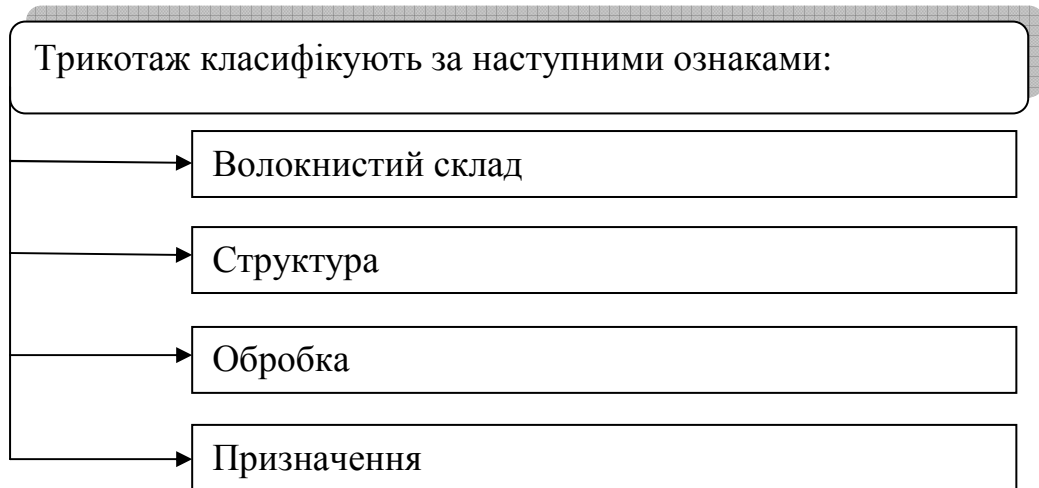 Трикотаж класифікують за наступними ознаками:
Волокнистий склад
Структура
Обробка
Призначення